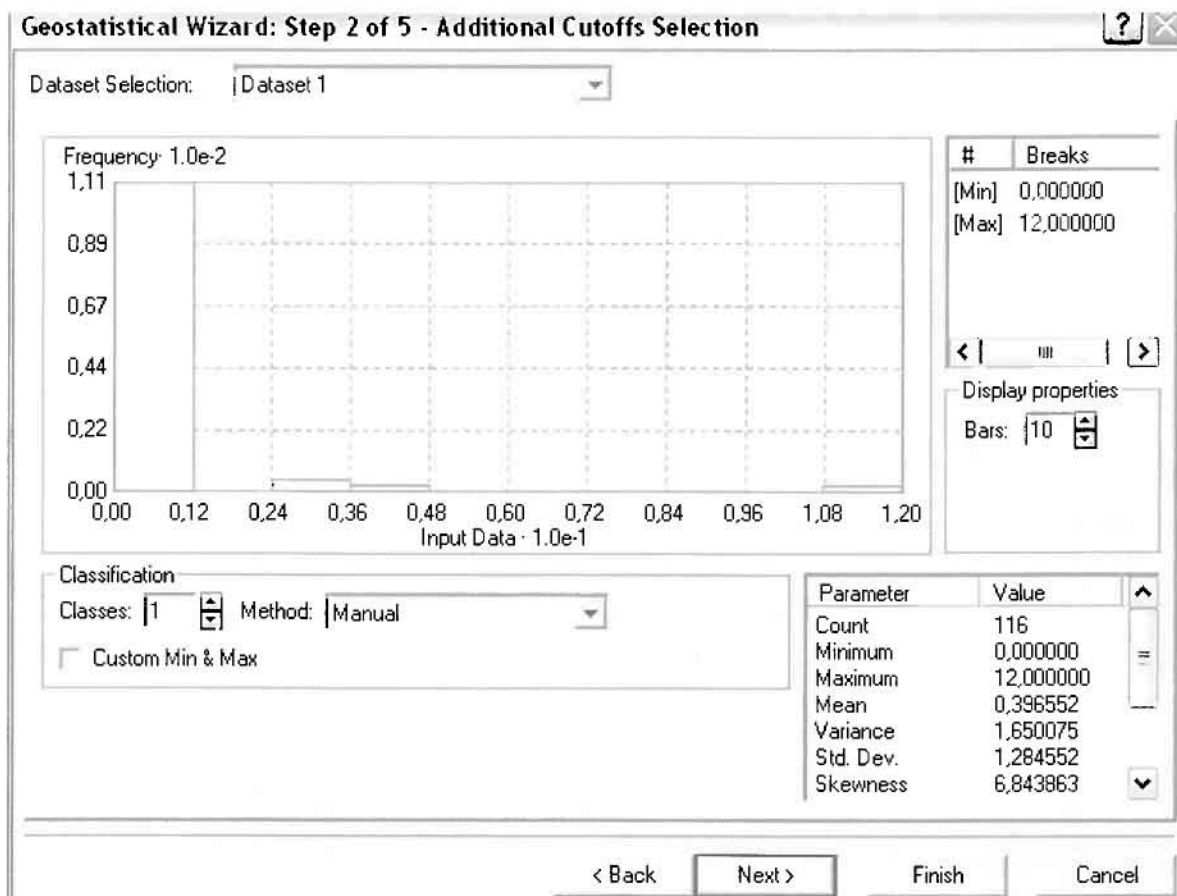 Geostatistical Wizard: Step 2 of 5 - Additional Cutoffs Selection
?
Dataset Selection: Dataset 1
Frequency · 1.0e-2
1,11
0,89
0,67
0,44
0,22
0,00
0,00 0,12 0,24 0,36 0,48 0,60 0,72 0,84 0,96 1,08 1,20
Input Data · 1.0e-1
# Breaks
[Min] 0,000000
[Max] 12,000000
Display properties
Bars: 10
Classification
Classes: 1 Method: Manual
Custom Min & Max
Parameter Value
Count 116
Minimum 0,000000
Maximum 12,000000
Mean 0,396552
Variance 1,650075
Std. Dev. 1,284552
Skewness 6,843863
< Back Next > Finish Cancel